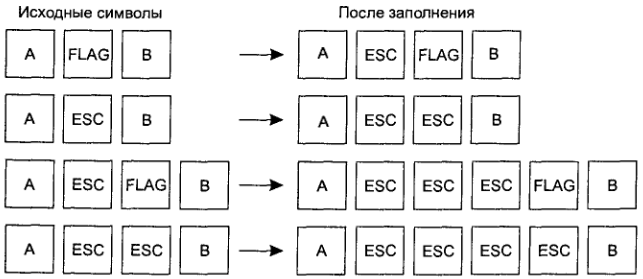 Исходные символы После заполнения
A FLAG B A ESC FLAG B
A ESC B A ESC ESC B
A ESC FLAG B A ESC ESC ESC FLAG B
A ESC ESC B A ESC ESC ESC ESC B